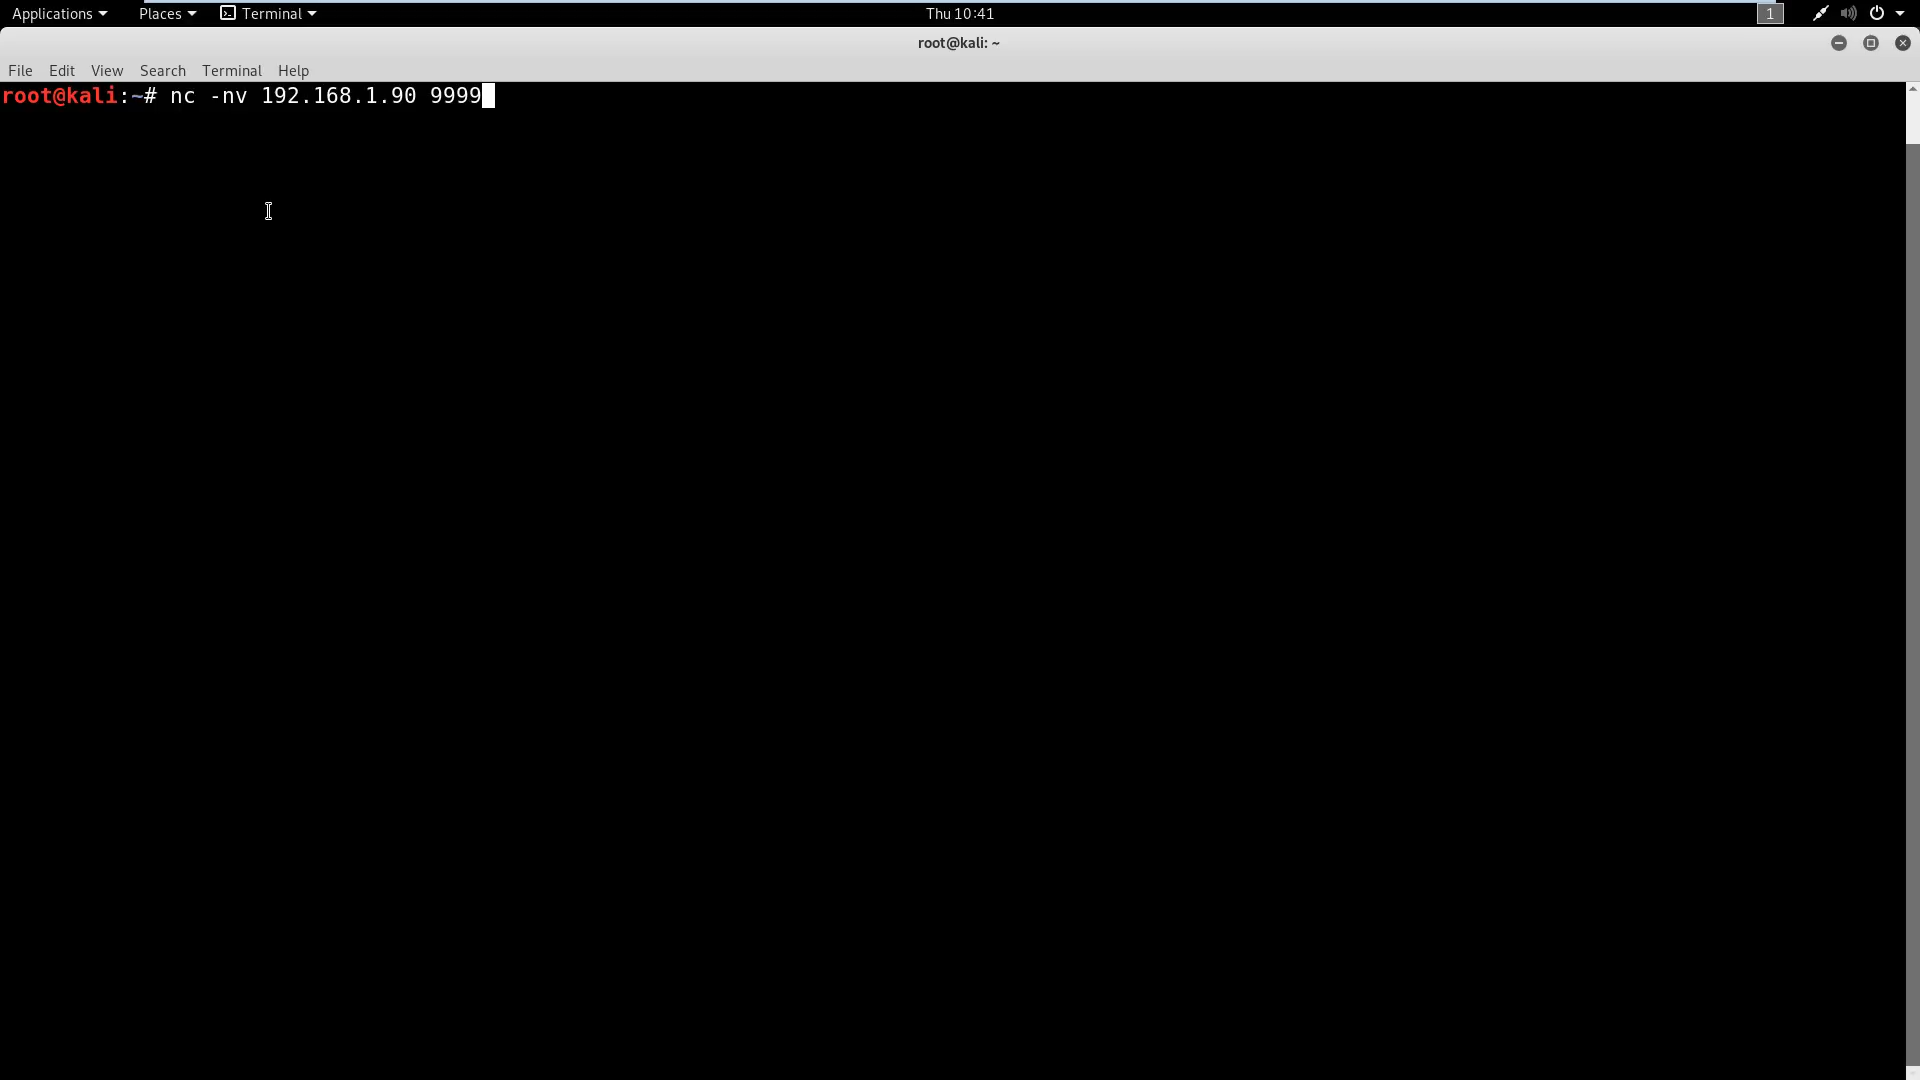 Applications Places Terminal Thu 10:41 1
root@kali: ~
File Edit View Search Terminal Help
root@kali:~# nc -nv 192.168.1.90 9999